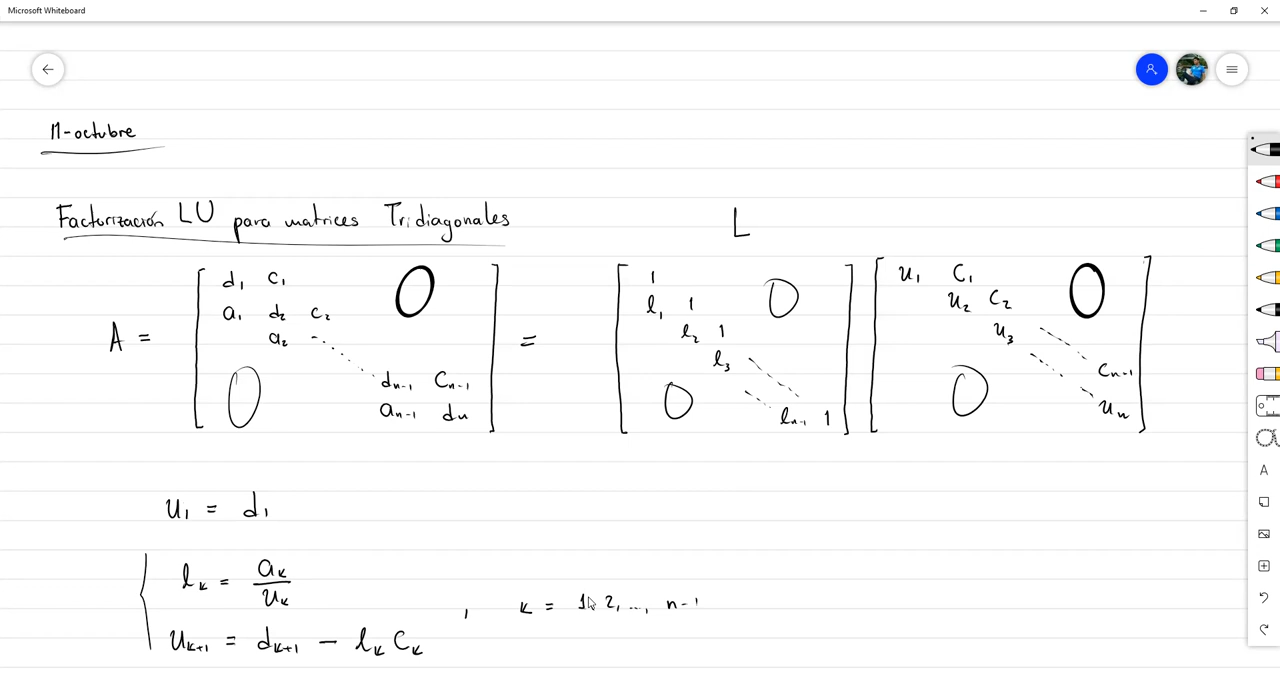 Microsoft Whiteboard
11-octubre
Factorización LU para matrices Tridiagonales
L
A = [ d₁ c₁ 0 ] = [ 1 0 ] [ u₁ c₁ 0 ]
a₁ d₂ c₂ l₁ 1 u₂ c₂
a₂ l₂ 1 u₃
l₃
0 dₙ₋₁ cₙ₋₁ 0 0 cₙ₋₁
aₙ₋₁ dₙ lₙ₋₁ 1 uₙ
u₁ = d₁
{ lₖ = aₖ / uₖ
, k = 1, 2, ..., n-1
uₖ₊₁ = dₖ₊₁ − lₖ cₖ
A